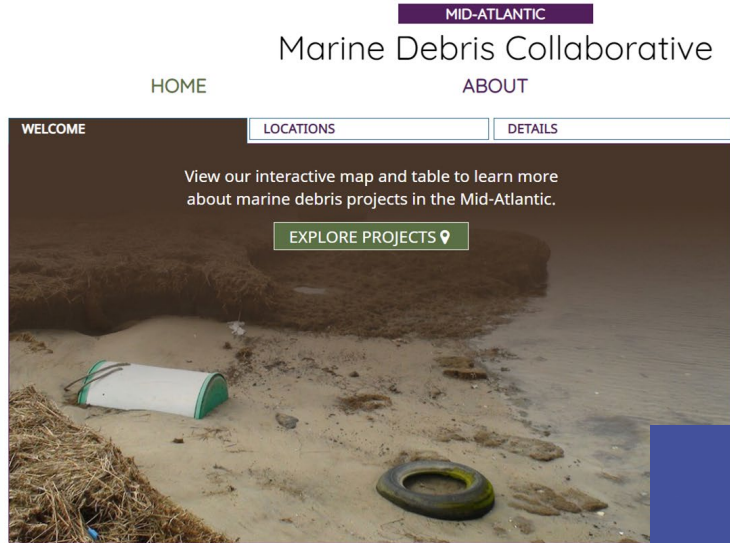 MID-ATLANTIC
Marine Debris Collaborative
HOME
ABOUT
WELCOME
LOCATIONS
DETAILS
View our interactive map and table to learn more
about marine debris projects in the Mid-Atlantic.
EXPLORE PROJECTS